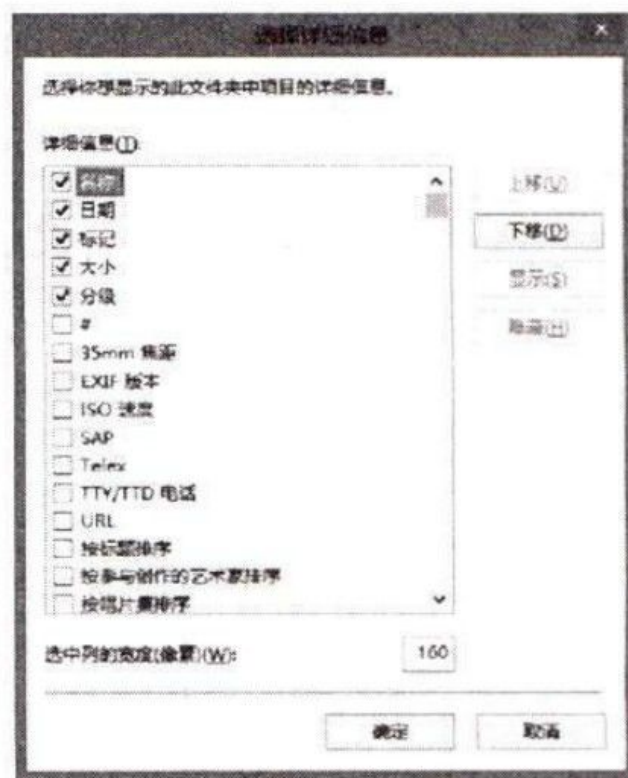 选择详细信息
选择你想显示的此文件夹中项目的详细信息。
详细信息(T):
名称
日期
标记
大小
分级
#
35mm 焦距
EXIF 版本
ISO 速度
SAP
Telex
TTY/TTD 电话
URL
按标题排序
按参与创作的艺术家排序
按唱片集排序
上移(U)
下移(D)
显示(S)
隐藏(H)
选中列的宽度(像素)(W):
160
确定
取消